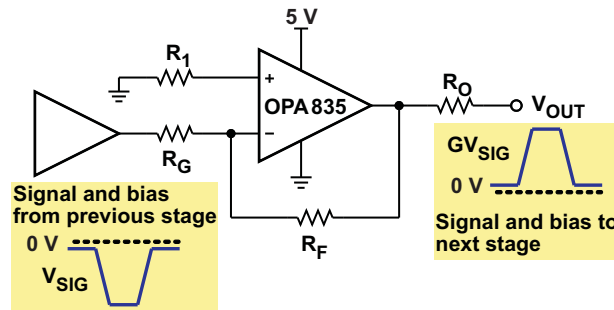 5 V
R1
+
OPA835
−
RG
RO
VOUT
RF
Signal and bias
from previous stage
0 V
VSIG
GVSIG
0 V
Signal and bias to
next stage